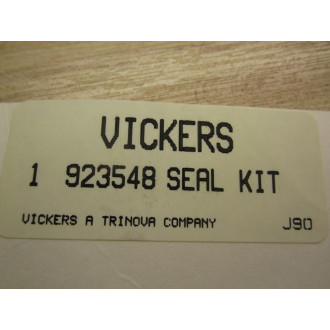 VICKERS
1 923548 SEAL KIT
VICKERS A TRINOVA COMPANY J90